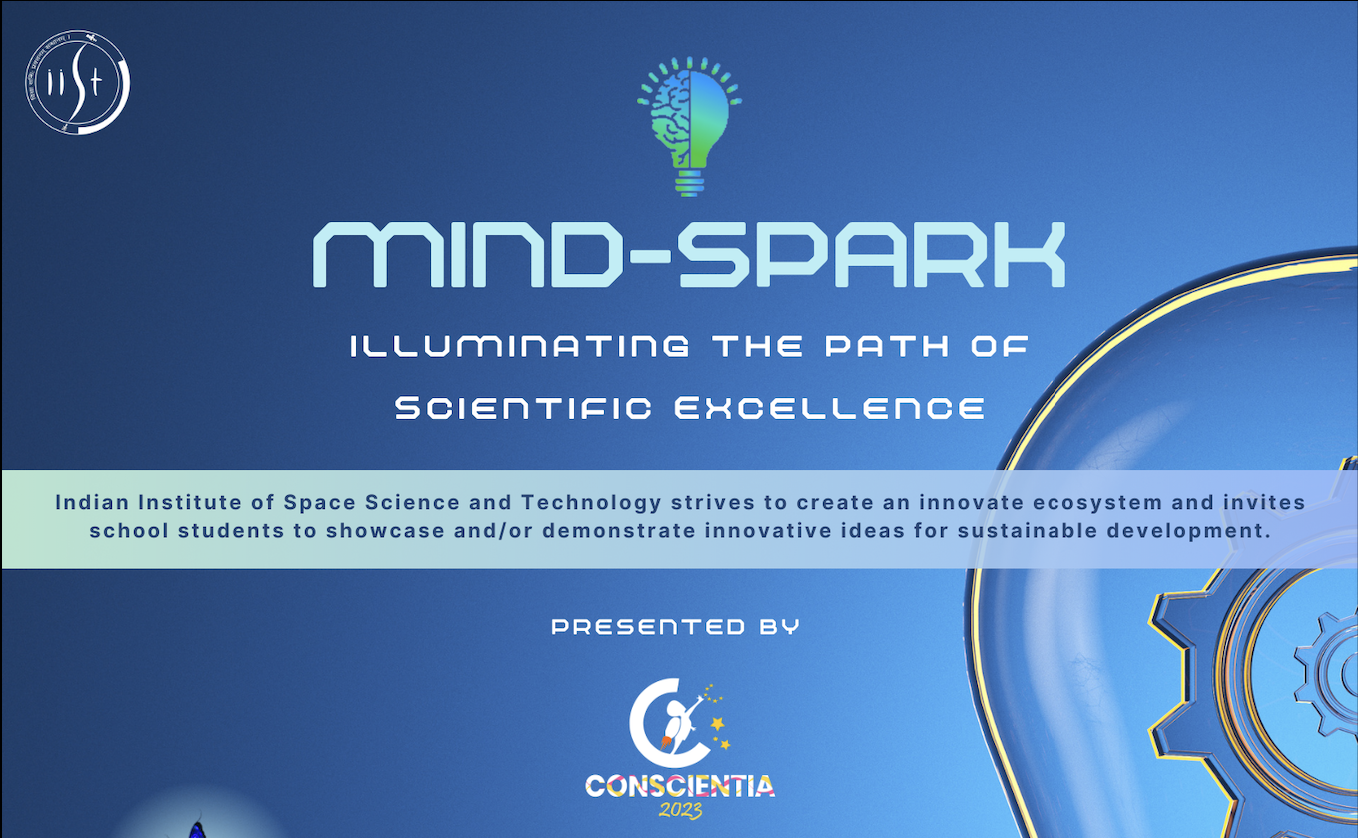 iist
MIND-SPARK
ILLUMINATING THE PATH OF
SCIENTIFIC EXCELLENCE
Indian Institute of Space Science and Technology strives to create an innovate ecosystem and invites
school students to showcase and/or demonstrate innovative ideas for sustainable development.
PRESENTED BY
CONSCIENTIA
2023